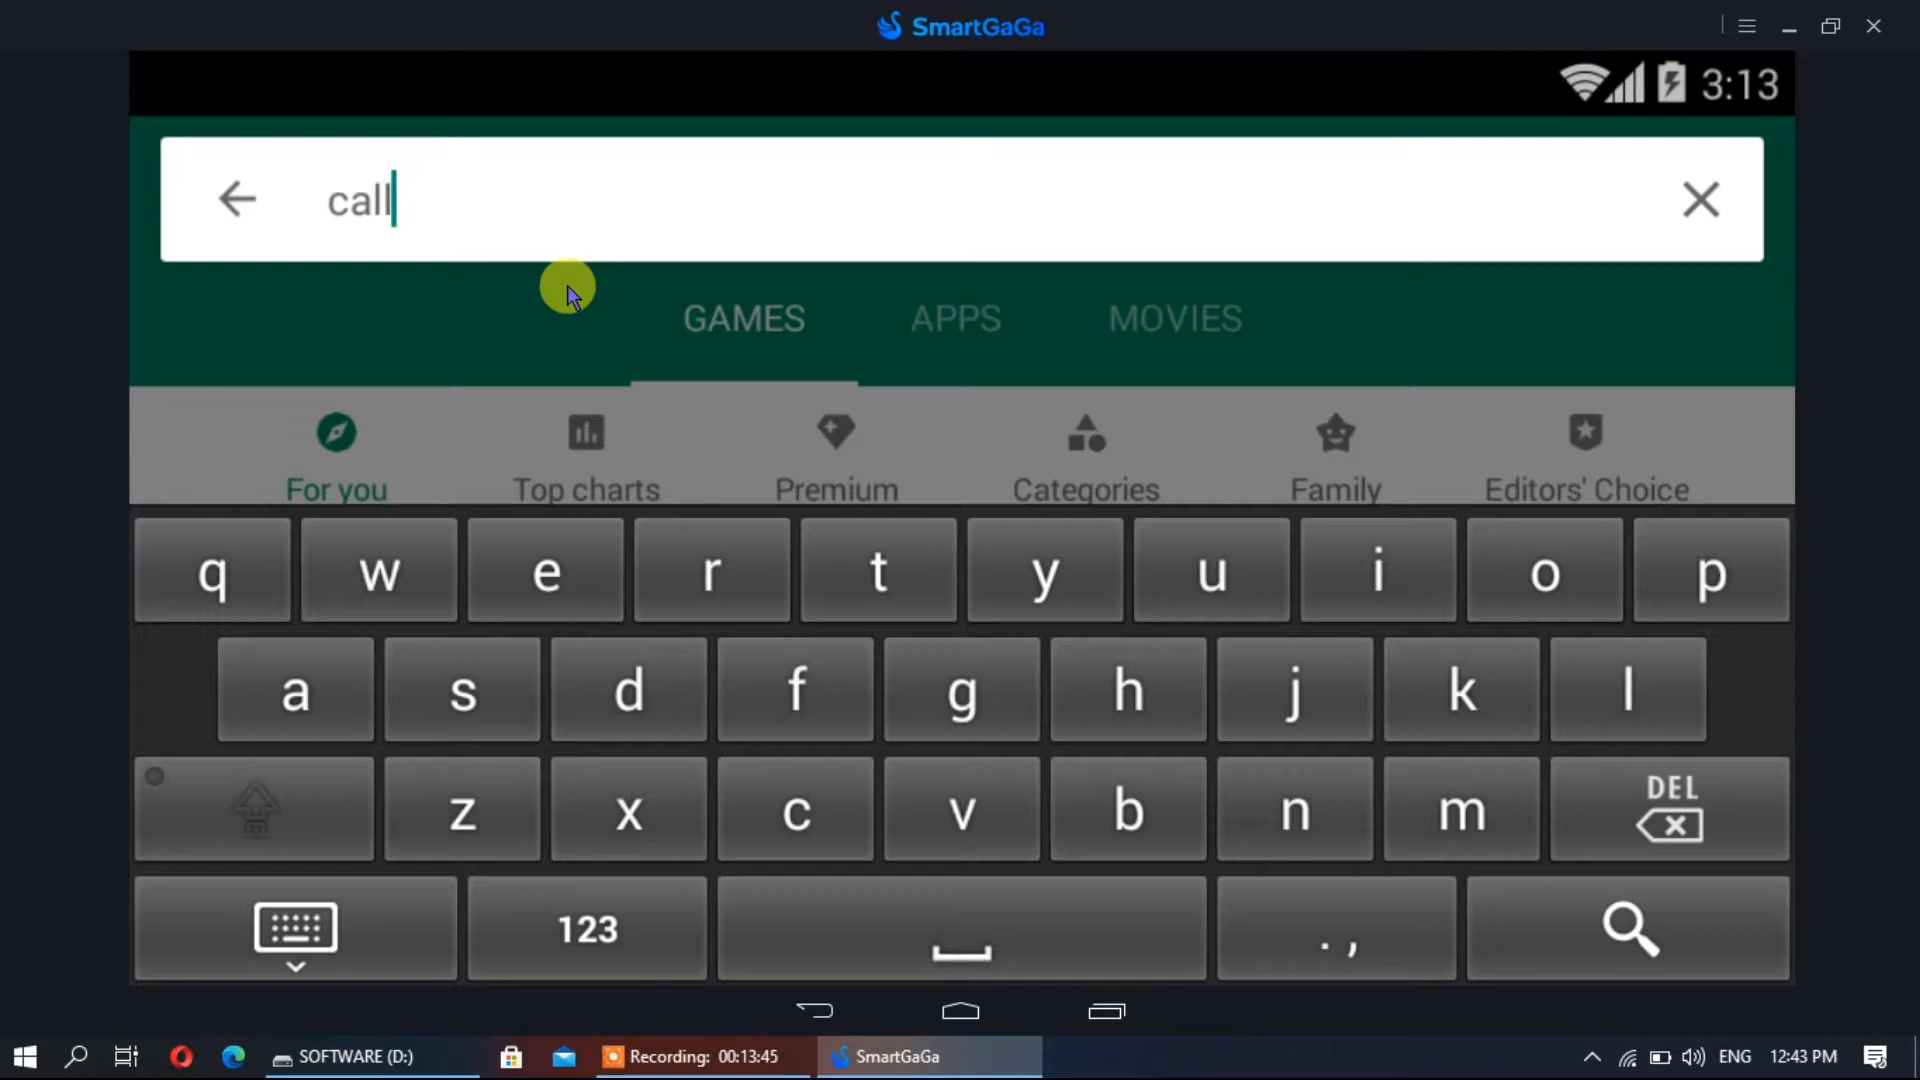 SmartGaGa
3:13
call
GAMES APPS MOVIES
For you Top charts Premium Categories Family Editors' Choice
q w e r t y u i o p
a s d f g h j k l
z x c v b n m DEL
123 . ,
SOFTWARE (D:) Recording: 00:13:45 SmartGaGa ENG 12:43 PM